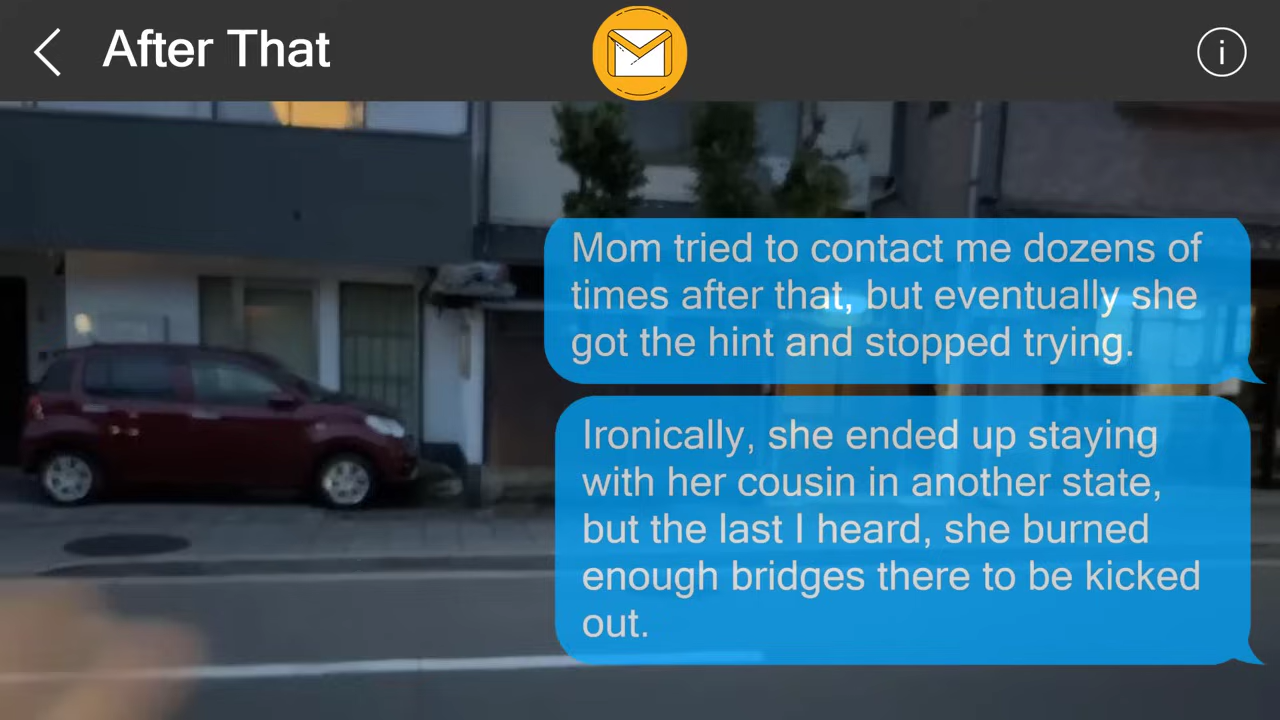 After That
i
Mom tried to contact me dozens of
times after that, but eventually she
got the hint and stopped trying.
Ironically, she ended up staying
with her cousin in another state,
but the last I heard, she burned
enough bridges there to be kicked
out.